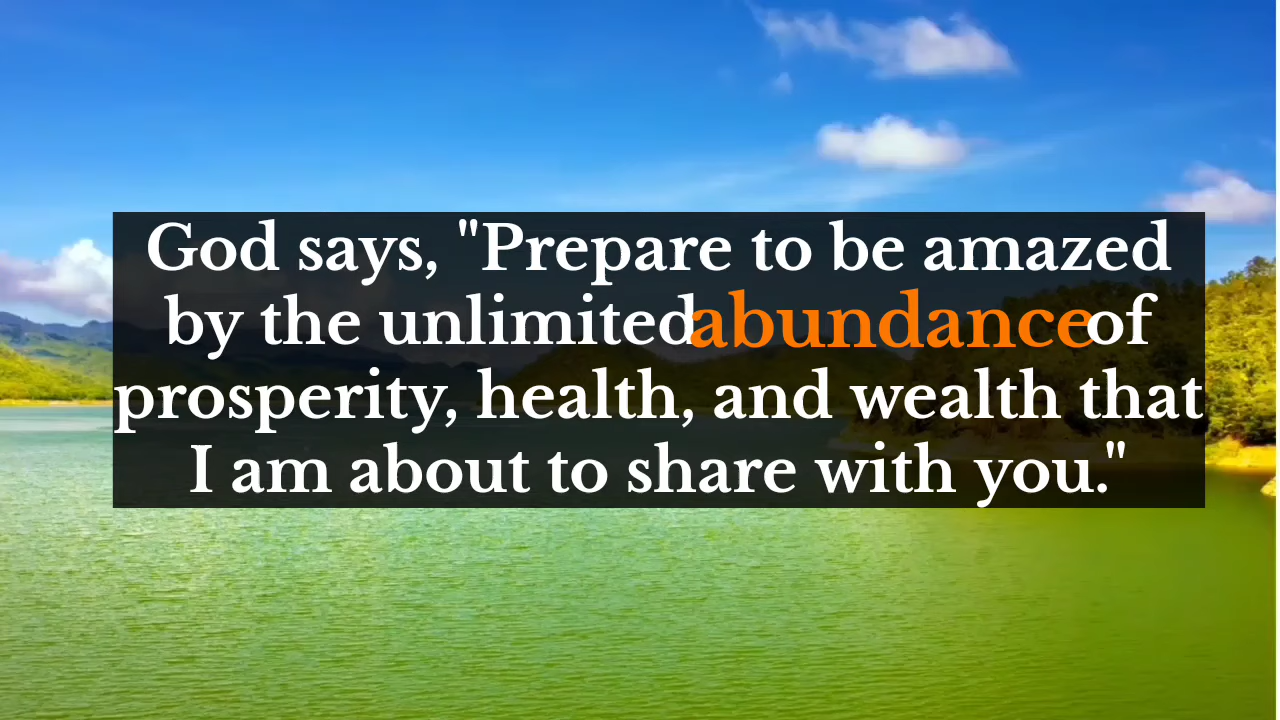 God says, "Prepare to be amazed
by the unlimited abundance of
prosperity, health, and wealth that
I am about to share with you."